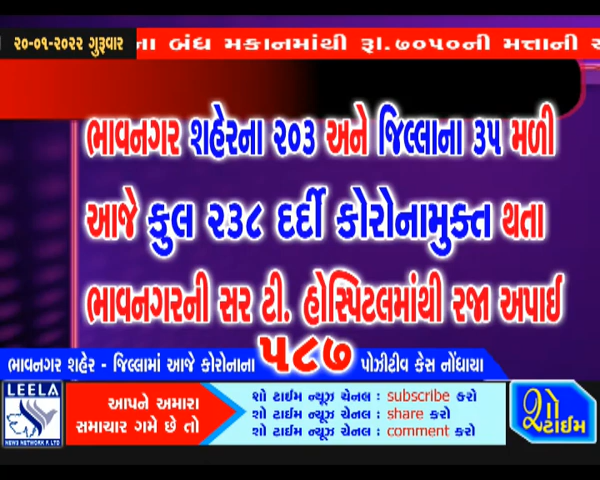 ૨૦-૦૧-૨૦૨૨ ગુરૂવાર
ના બંધ મકાનમાંથી રૂા.૭૦૫૦ની મત્તાની
ભાવનગર શહેરના ૨૦૩ અને જિલ્લાના ૩૫ મળી
આજે કુલ ૨૩૮ દર્દી કોરોનામુક્ત થતા
ભાવનગરની સર ટી. હોસ્પિટલમાંથી રજા અપાઈ
ભાવનગર શહેર - જિલ્લામાં આજે કોરોનાના ૫૮૭ પોઝીટીવ કેસ નોંધાયા
LEELA
NEWS NETWORK P. LTD
આપને અમારા
સમાચાર ગમે છે તો
શો ટાઈમ ન્યૂઝ ચેનલ : subscribe કરો
શો ટાઈમ ન્યૂઝ ચેનલ : share કરો
શો ટાઈમ ન્યૂઝ ચેનલ : comment કરો
શો
ટાઈમ